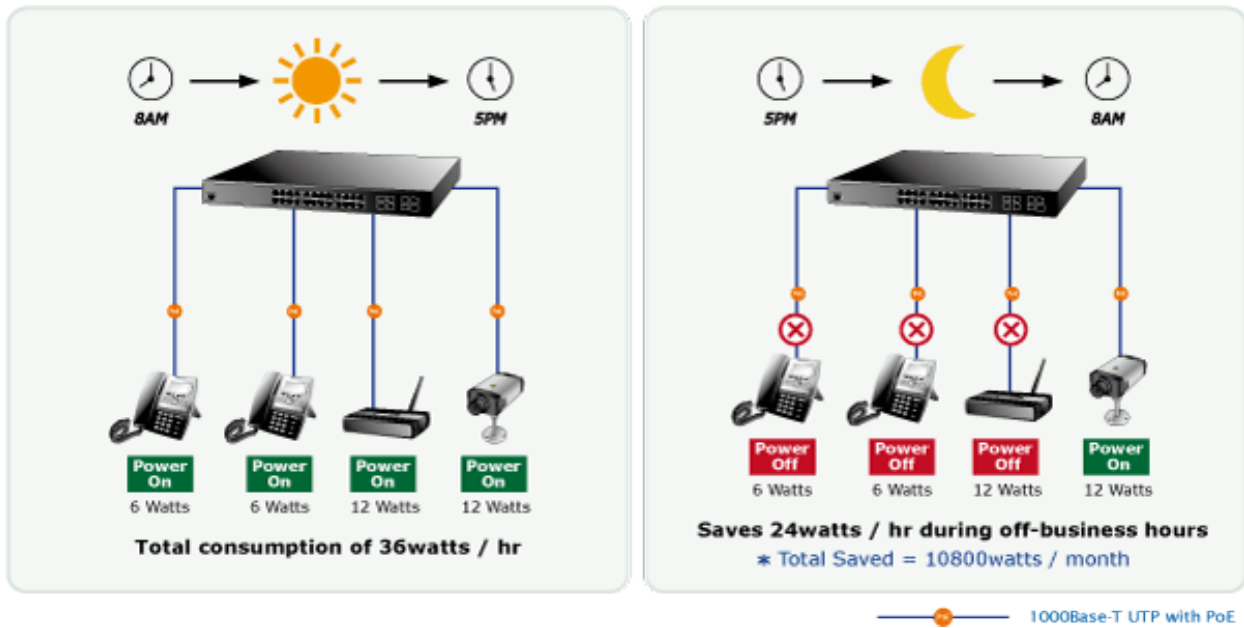 8AM
5PM
Power
On
6 Watts
Power
On
6 Watts
Power
On
12 Watts
Power
On
12 Watts
Total consumption of 36watts / hr
5PM
8AM
Power
Off
6 Watts
Power
Off
6 Watts
Power
Off
12 Watts
Power
On
12 Watts
Saves 24watts / hr during off-business hours
* Total Saved = 10800watts / month
1000Base-T UTP with PoE